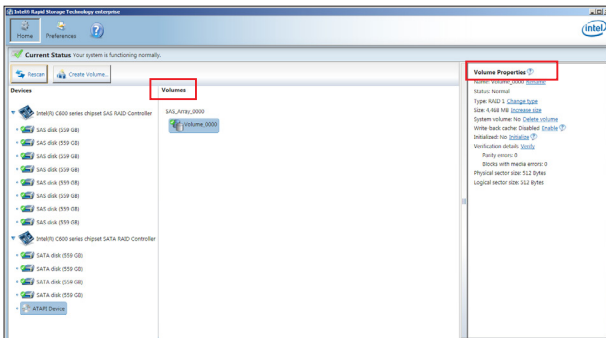 Intel® Rapid Storage Technology enterprise
Home
Preferences
intel
Current Status Your system is functioning normally.
Rescan
Create Volume..
Devices
Intel(R) C600 series chipset SAS RAID Controller
SAS disk (559 GB)
SAS disk (559 GB)
SAS disk (559 GB)
SAS disk (559 GB)
SAS disk (559 GB)
SAS disk (559 GB)
SAS disk (559 GB)
Intel(R) C600 series chipset SATA RAID Controller
SATA disk (559 GB)
SATA disk (559 GB)
SATA disk (559 GB)
SATA disk (559 GB)
ATAPI Device
Volumes
SAS_Array_0000
Volume_0000
Volume Properties
Name: Volume_0000 Rename
Status: Normal
Type: RAID 1 Change type
Size: 4,468 MB Increase size
System volume: No Delete volume
Write-back cache: Disabled Enable
Initialized: No Initialize
Verification details Verify
Parity errors: 0
Blocks with media errors: 0
Physical sector size: 512 Bytes
Logical sector size: 512 Bytes